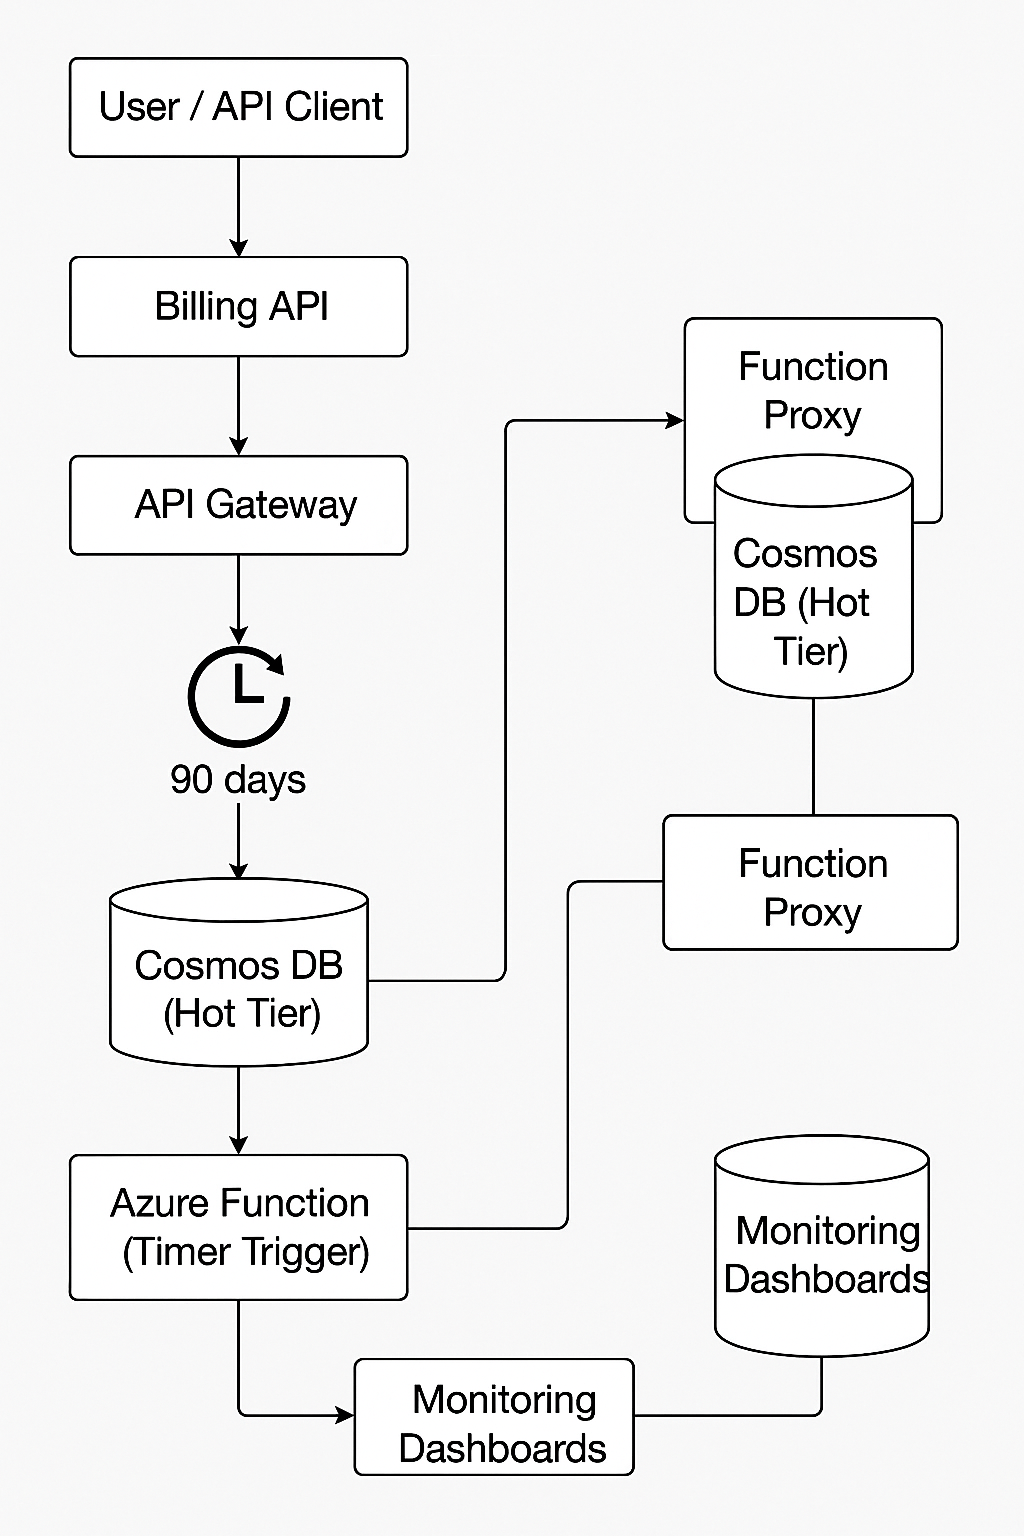 User / API Client
Billing API
API Gateway
90 days
Cosmos DB
(Hot Tier)
Azure Function
(Timer Trigger)
Monitoring
Dashboards
Function
Proxy
Cosmos
DB (Hot
Tier)
Function
Proxy
Monitoring
Dashboards